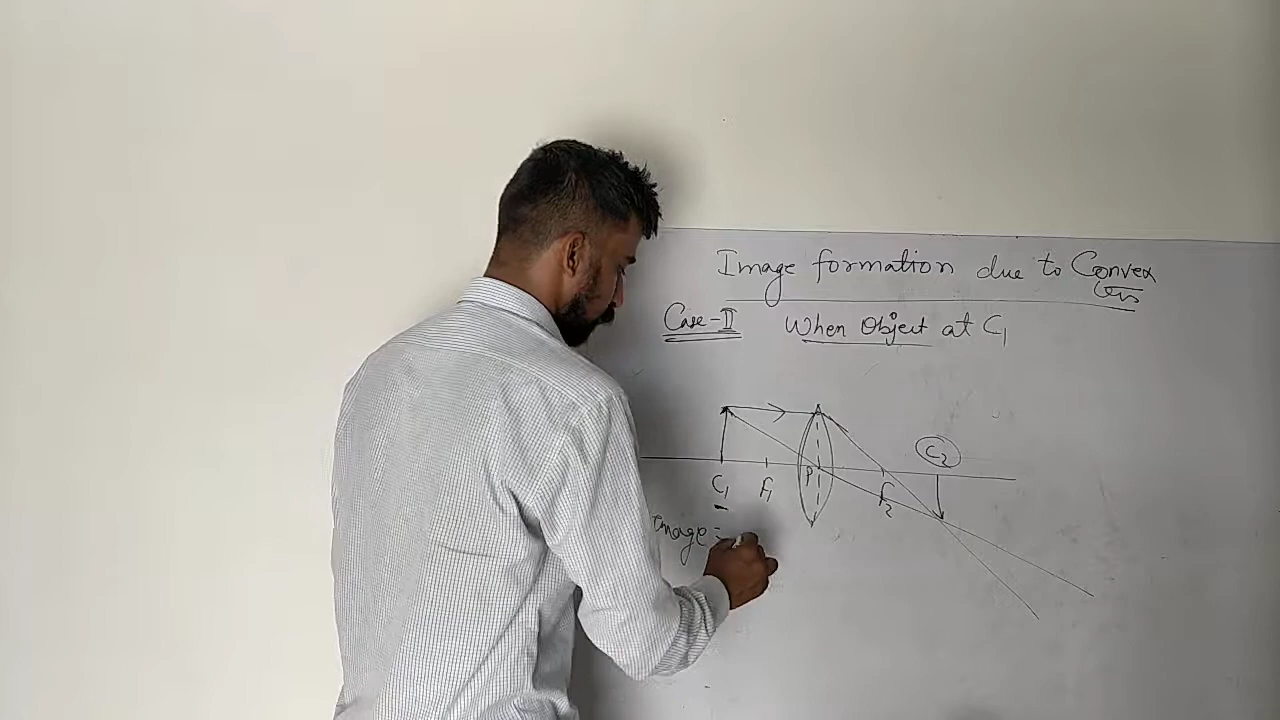 Image formation due to Convex
lens
Case-II When Object at C1
C2
P
C1 F1
F2
Image :-